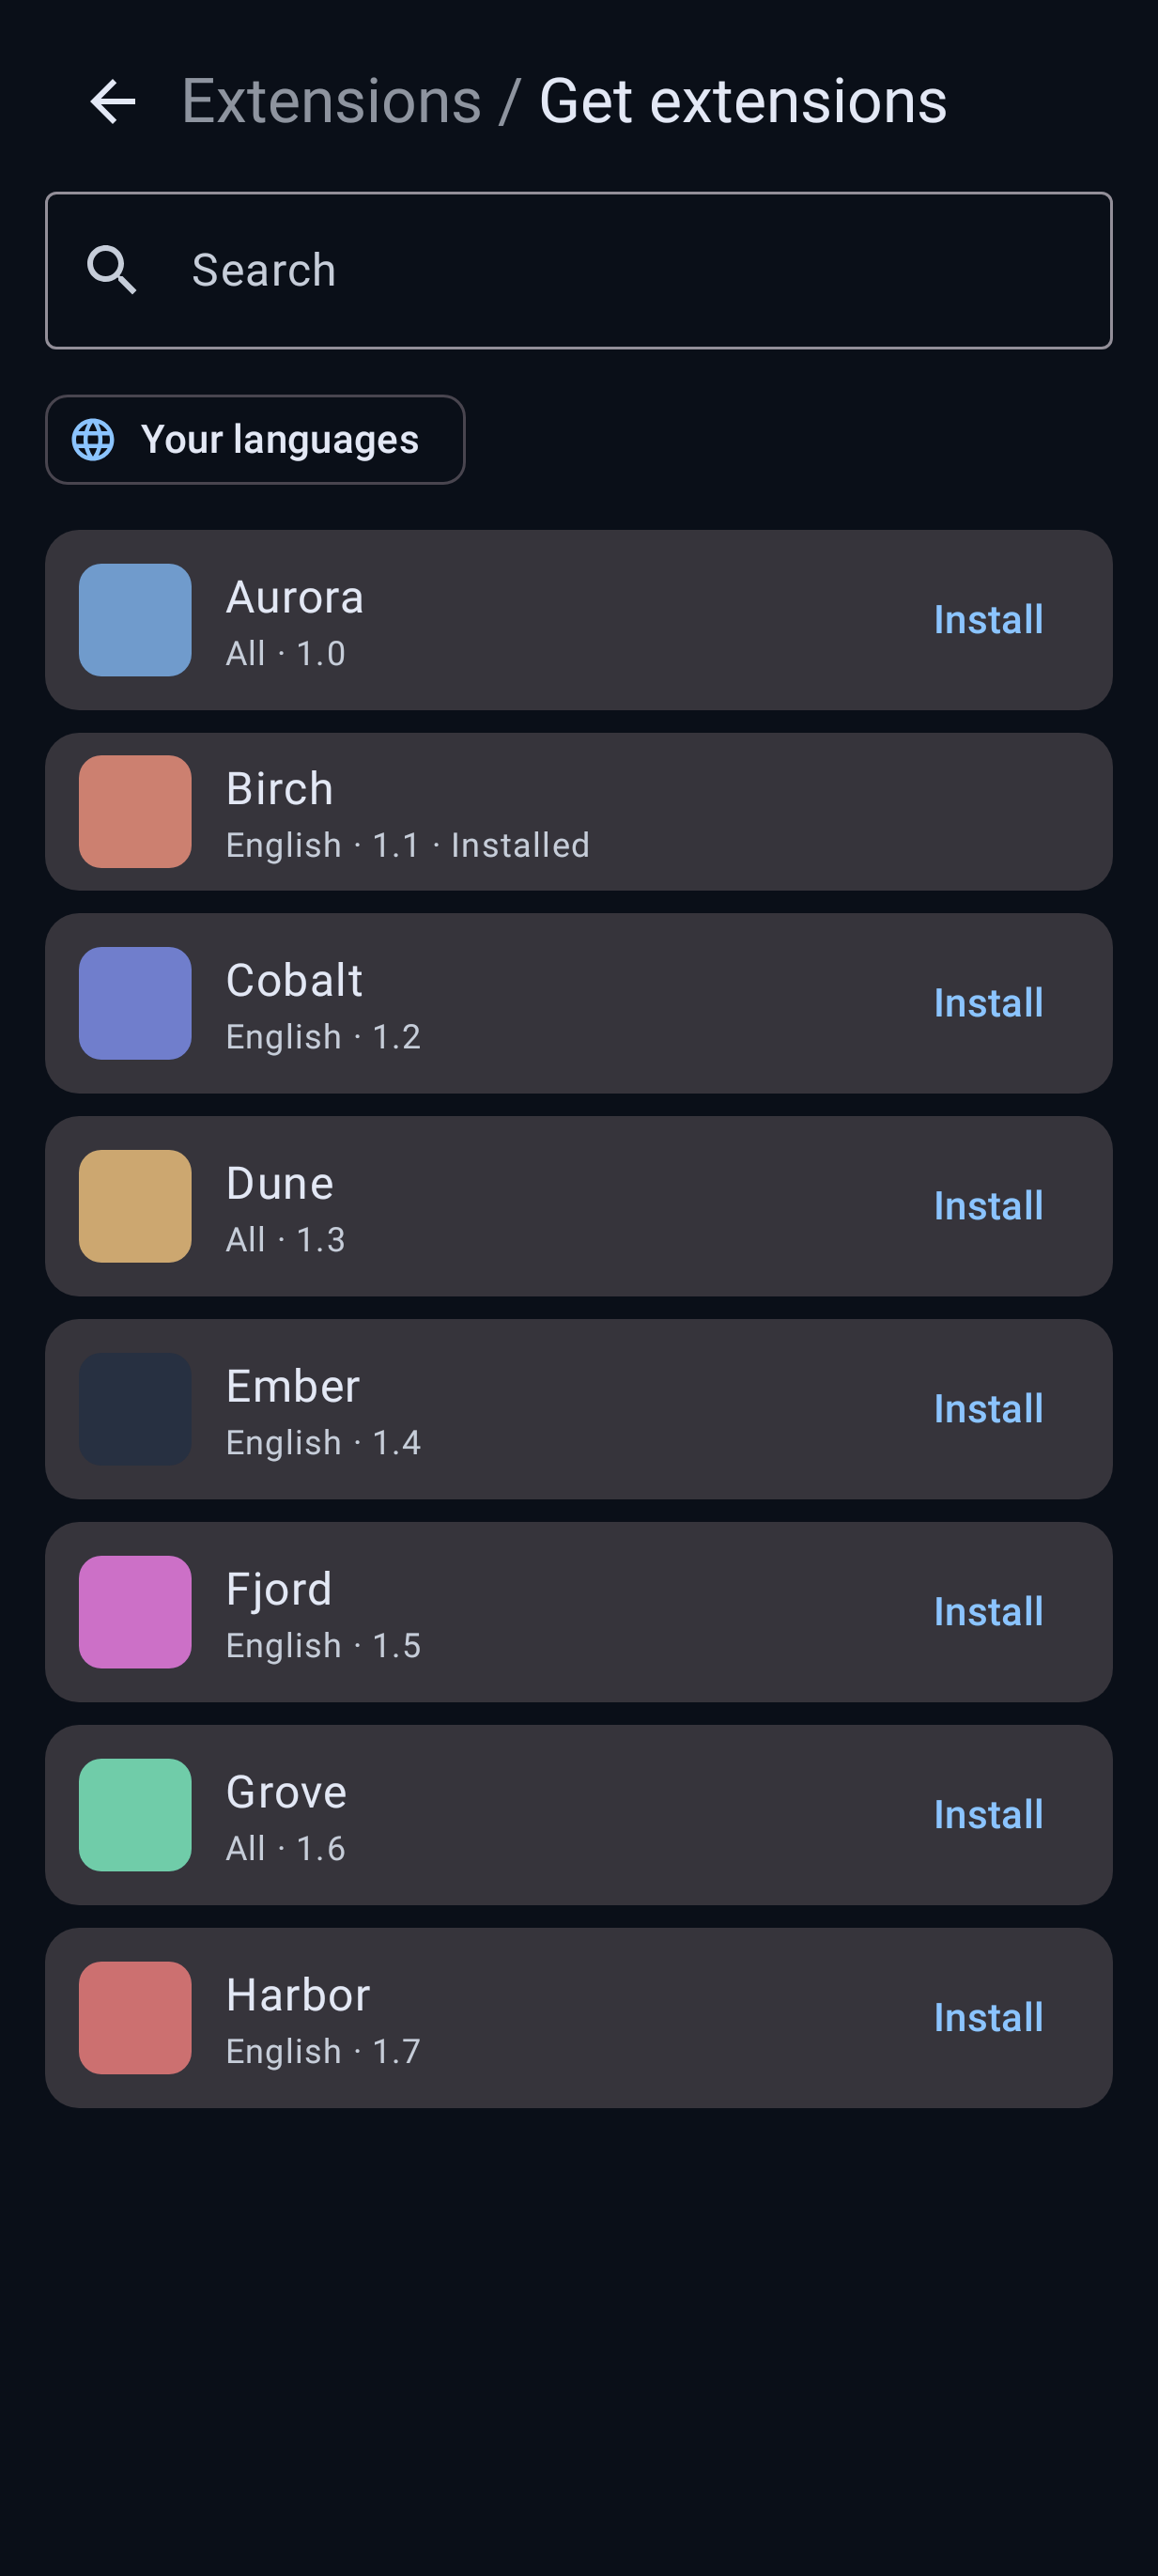 Extensions / Get extensions
Search
Your languages
Aurora
All · 1.0
Install
Birch
English · 1.1 · Installed
Cobalt
English · 1.2
Install
Dune
All · 1.3
Install
Ember
English · 1.4
Install
Fjord
English · 1.5
Install
Grove
All · 1.6
Install
Harbor
English · 1.7
Install